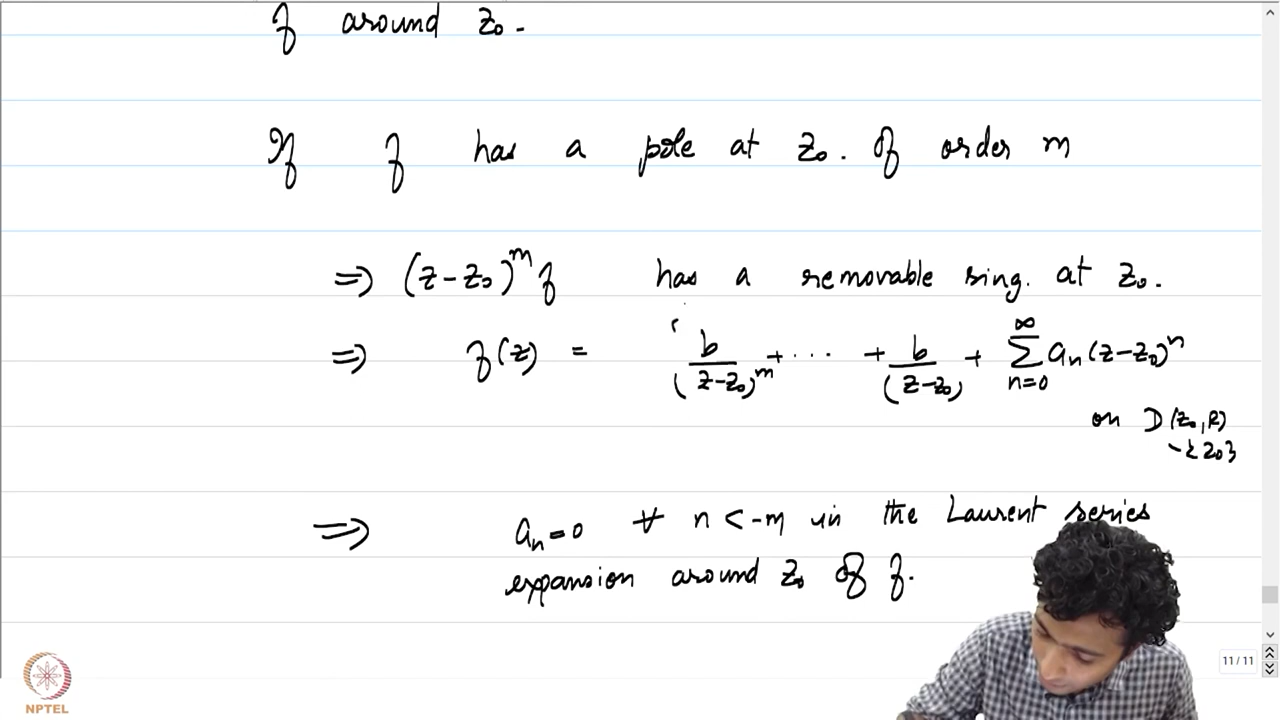 f around z₀.
If f has a pole at z₀. of order m
⇒ (z-z₀)ᵐ f has a removable sing. at z₀.
⇒ f(z) = b/(z-z₀)ᵐ + ··· + b/(z-z₀) + ∑_{n=0}^{∞} aₙ(z-z₀)ⁿ
on D(z₀,R)
-{z₀}
⇒ aₙ=0 ∀ n<-m in the Laurent series
expansion around z₀ of f.
11/11
NPTEL